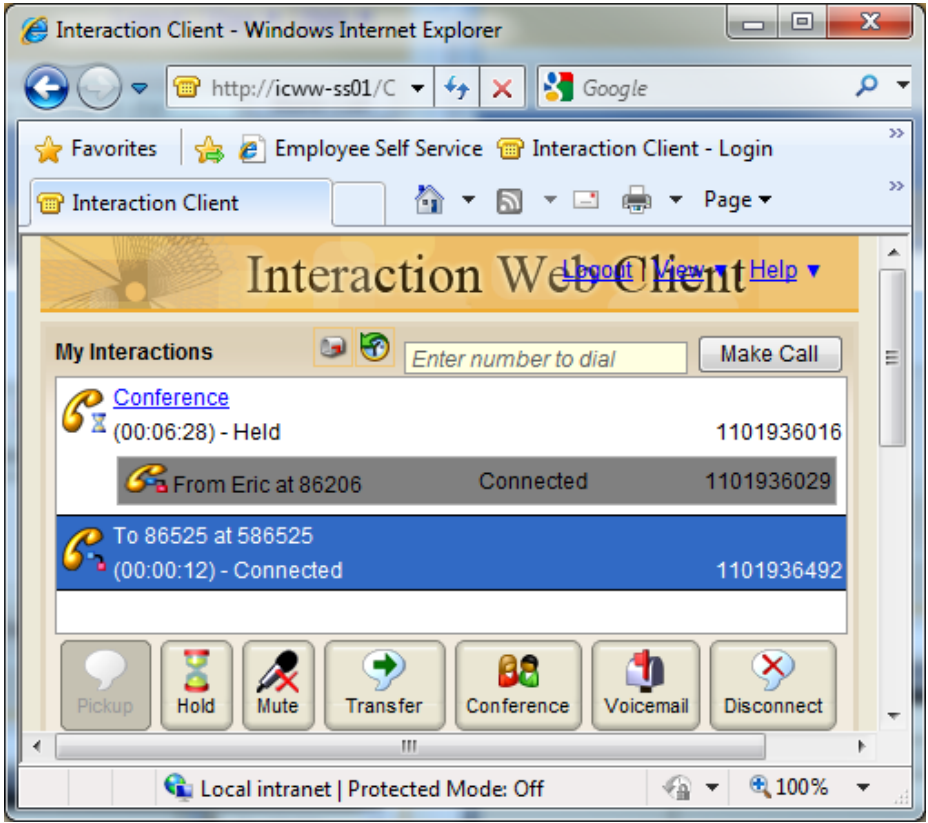 Interaction Client - Windows Internet Explorer
http://icww-ss01/C
Google
Favorites
Employee Self Service
Interaction Client - Login
Interaction Client
Page
Interaction Web Client
Logout | View ▼ Help ▼
My Interactions
Enter number to dial
Make Call
Conference
(00:06:28) - Held 1101936016
From Eric at 86206 Connected 1101936029
To 86525 at 586525
(00:00:12) - Connected 1101936492
Pickup Hold Mute Transfer Conference Voicemail Disconnect
Local intranet | Protected Mode: Off
100%